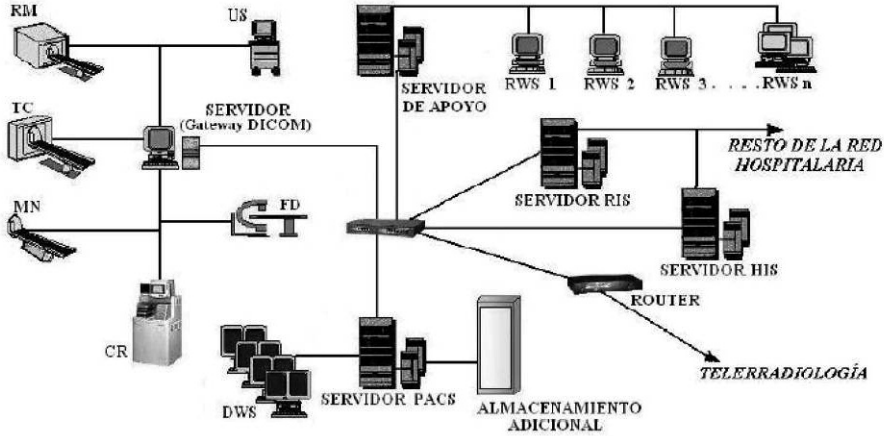 RM
US
TC
SERVIDOR
(Gateway DICOM)
MN
FD
CR
SERVIDOR
DE APOYO
RWS 1
RWS 2
RWS 3 . . . . . RWS n
RESTO DE LA RED
HOSPITALARIA
SERVIDOR RIS
SERVIDOR HIS
ROUTER
TELERRADIOLOGÍA
DWS
SERVIDOR PACS
ALMACENAMIENTO
ADICIONAL